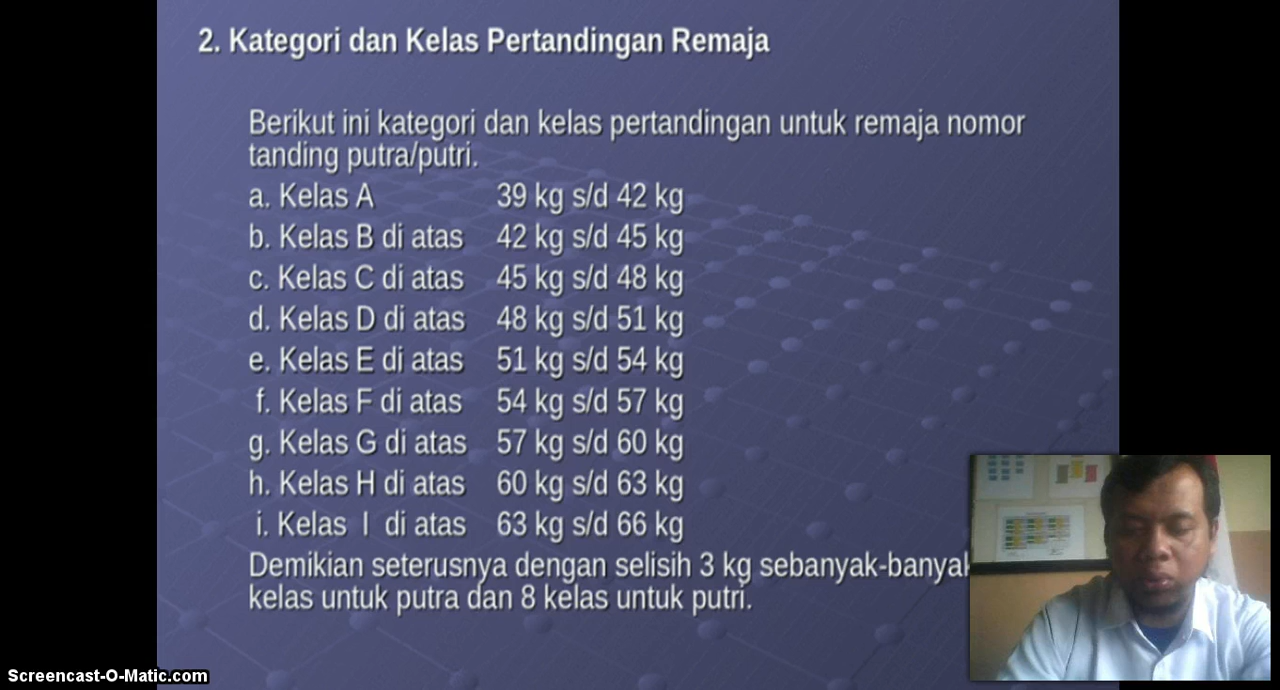 2. Kategori dan Kelas Pertandingan Remaja
Berikut ini kategori dan kelas pertandingan untuk remaja nomor
tanding putra/putri.
a. Kelas A 39 kg s/d 42 kg
b. Kelas B di atas 42 kg s/d 45 kg
c. Kelas C di atas 45 kg s/d 48 kg
d. Kelas D di atas 48 kg s/d 51 kg
e. Kelas E di atas 51 kg s/d 54 kg
f. Kelas F di atas 54 kg s/d 57 kg
g. Kelas G di atas 57 kg s/d 60 kg
h. Kelas H di atas 60 kg s/d 63 kg
i. Kelas I di atas 63 kg s/d 66 kg
Demikian seterusnya dengan selisih 3 kg
kelas untuk putra dan 8 kelas untuk putri.
Screencast-O-Matic.com